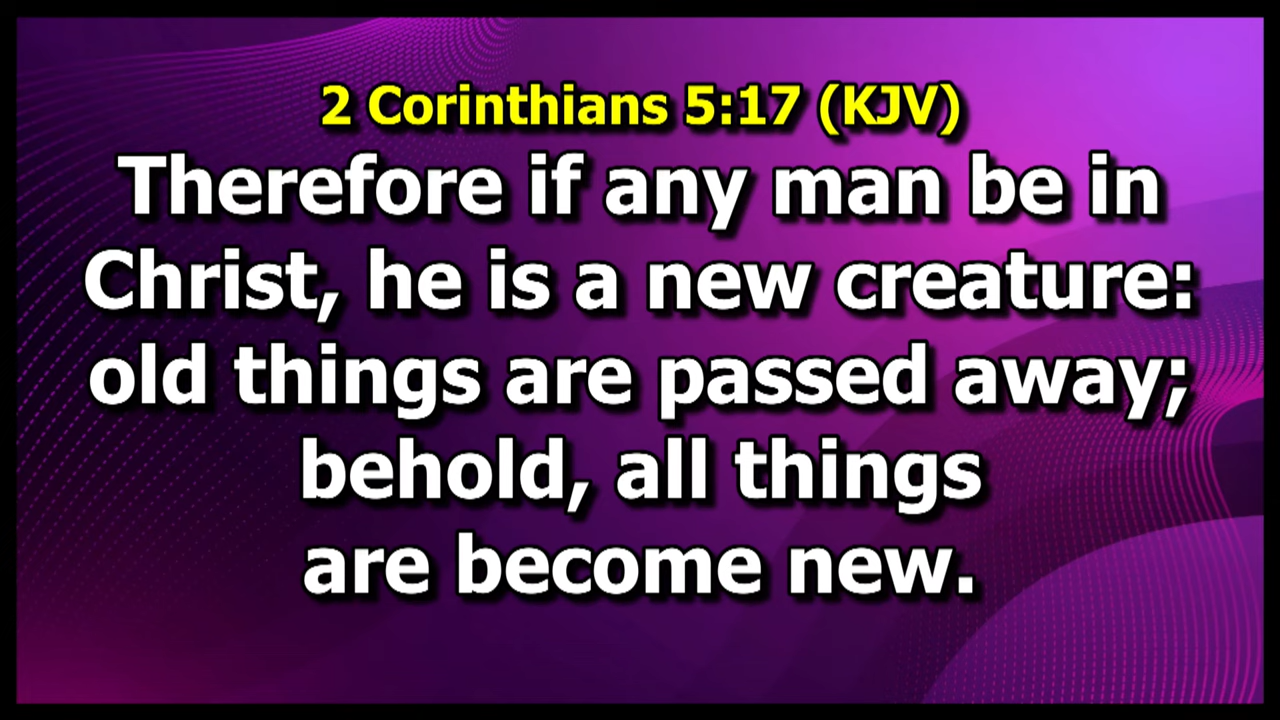 2 Corinthians 5:17 (KJV)
Therefore if any man be in
Christ, he is a new creature:
old things are passed away;
behold, all things
are become new.